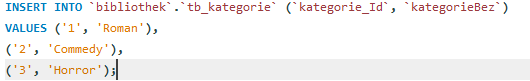 INSERT INTO `bibliothek`.`tb_kategorie` (`kategorie_Id`, `kategorieBez`)
VALUES ('1', 'Roman'),
('2', 'Commedy'),
('3', 'Horror');